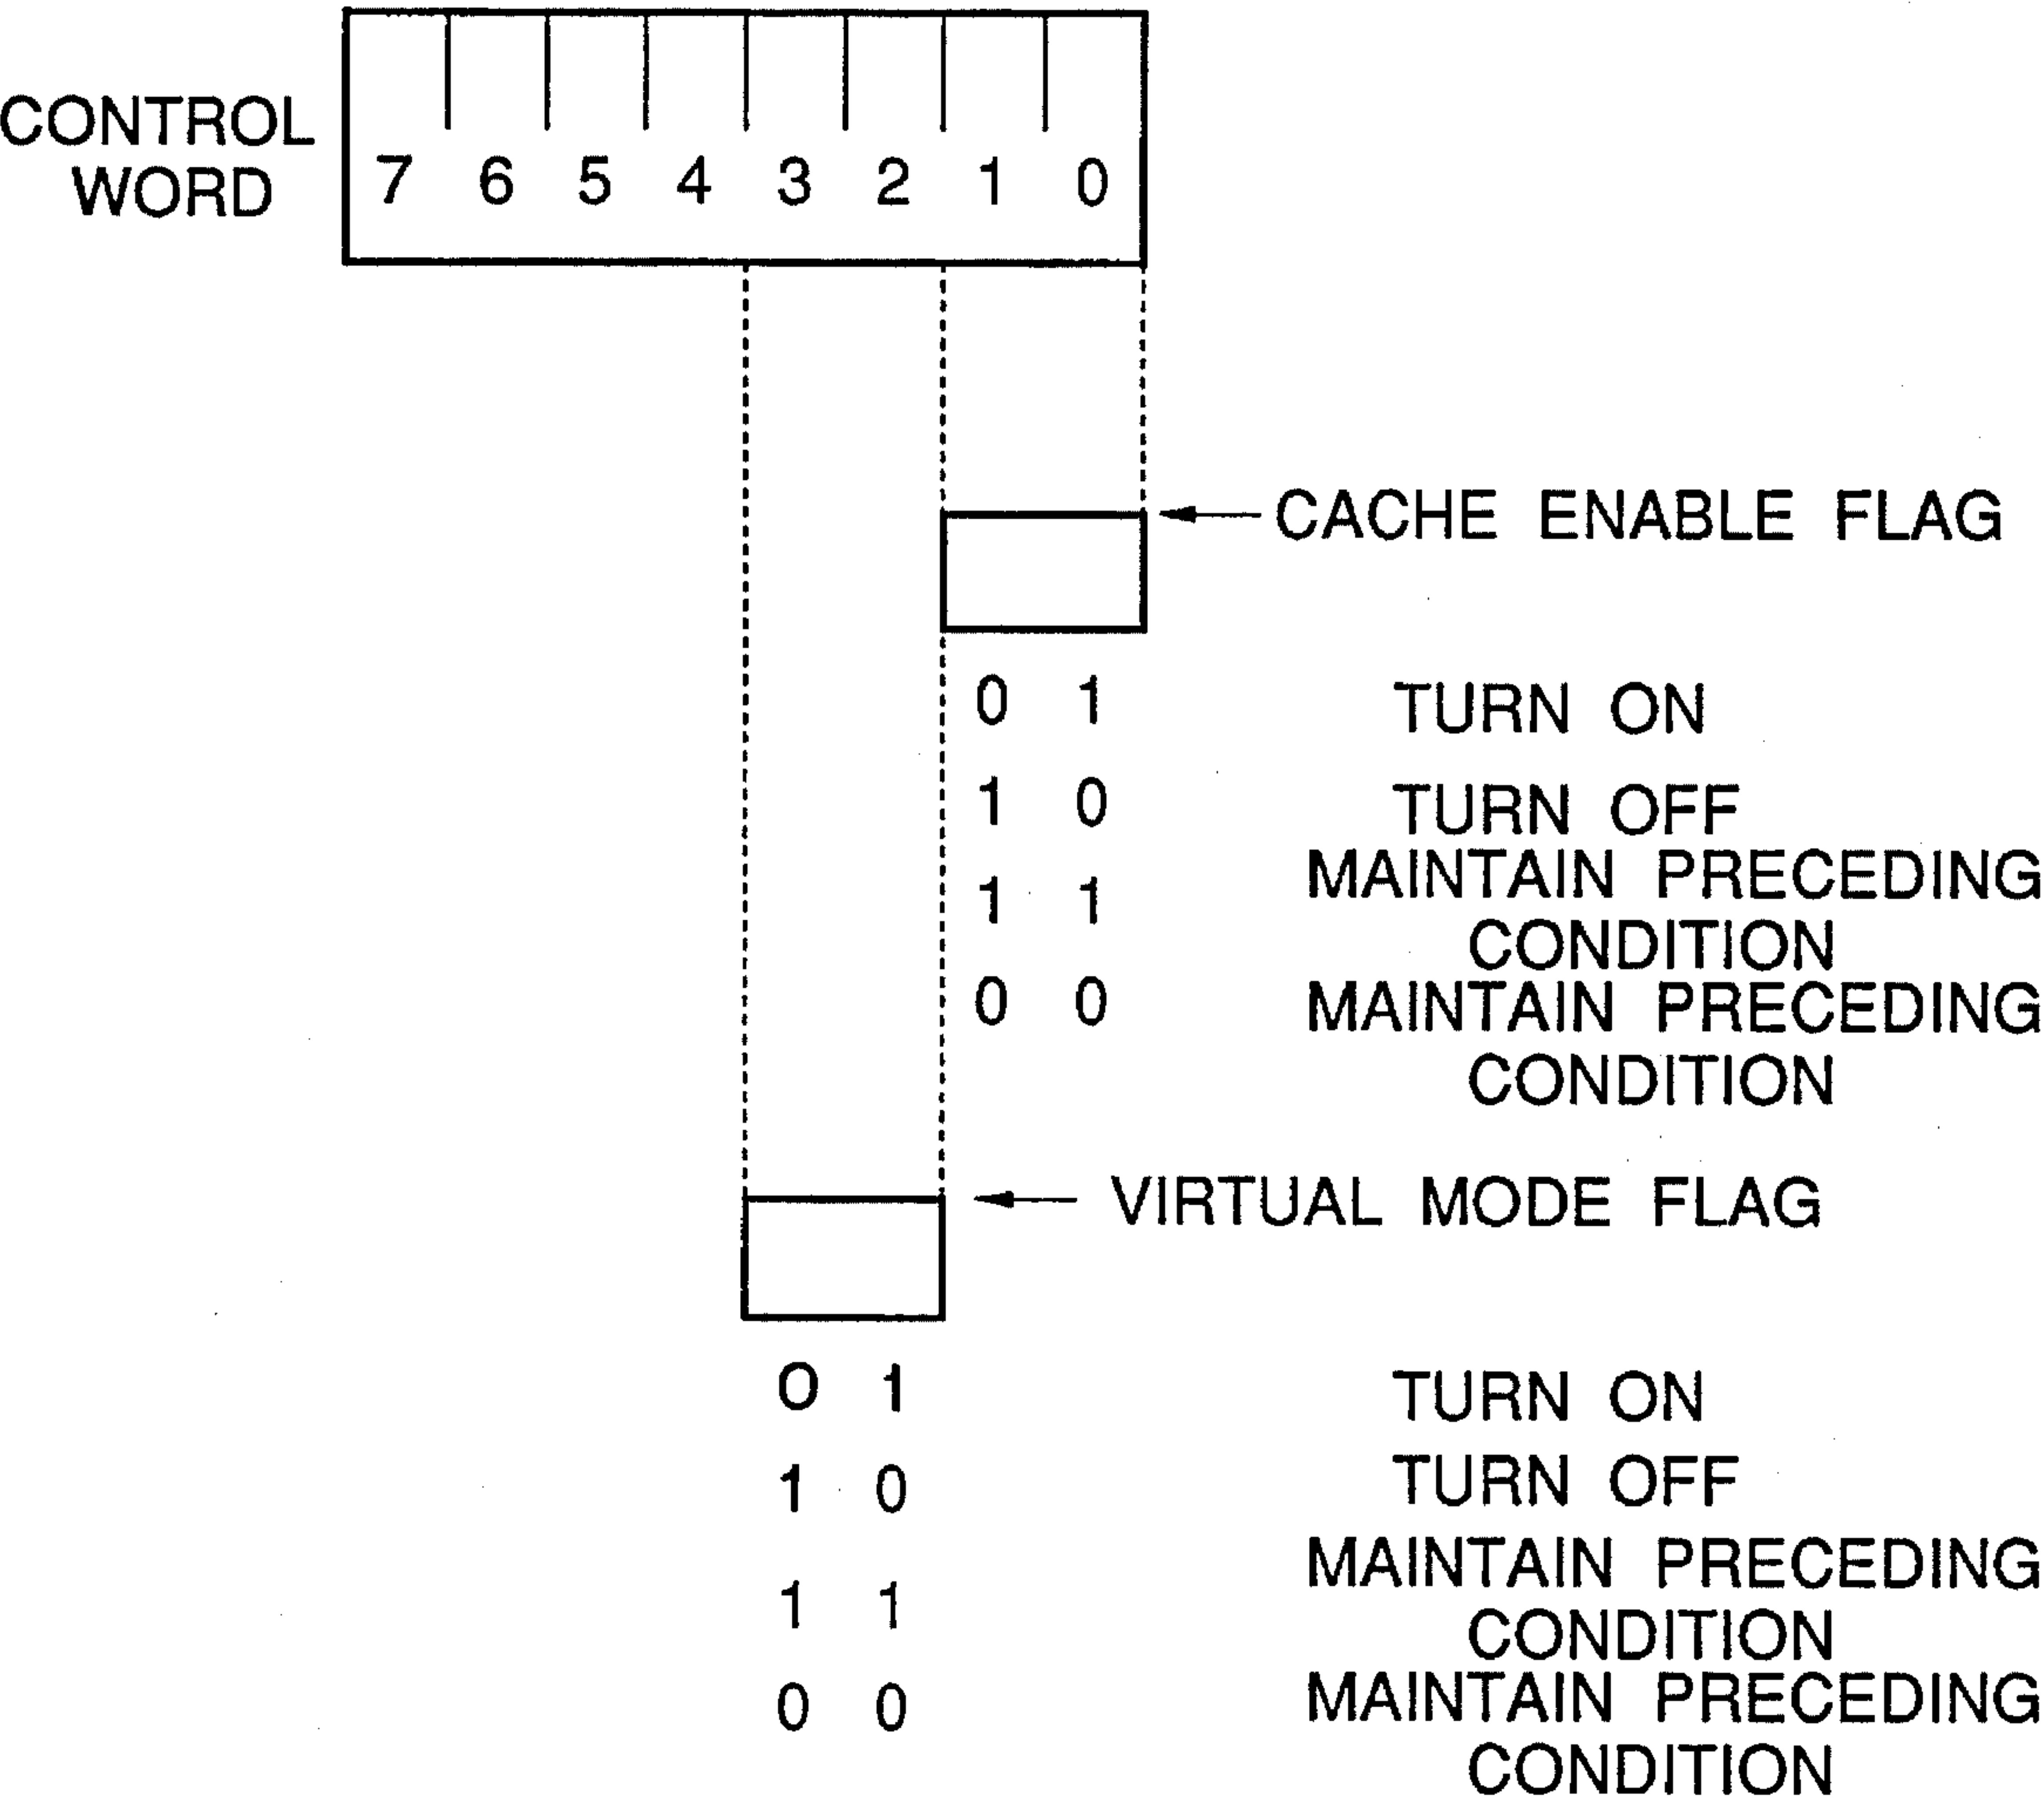 CONTROL
WORD
7 6 5 4 3 2 1 0
CACHE ENABLE FLAG
0 1 TURN ON
1 0 TURN OFF
1 1 MAINTAIN PRECEDING
CONDITION
0 0 MAINTAIN PRECEDING
CONDITION
VIRTUAL MODE FLAG
0 1 TURN ON
1 0 TURN OFF
1 1 MAINTAIN PRECEDING
CONDITION
0 0 MAINTAIN PRECEDING
CONDITION